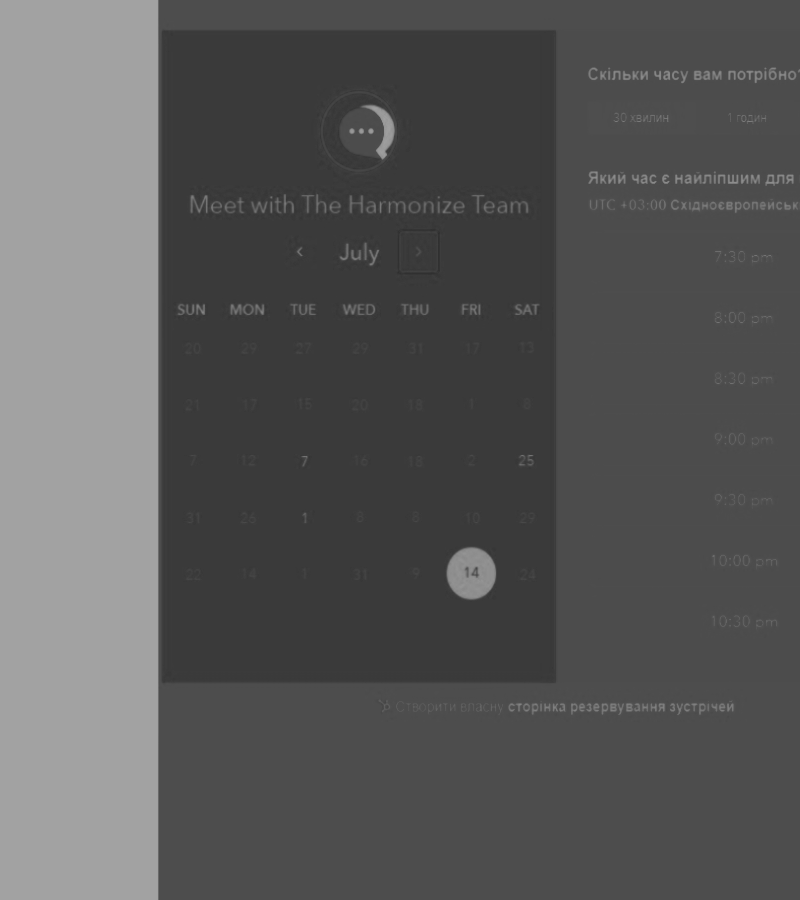 Meet with The Harmonize Team
‹ July ›
SUN MON TUE WED THU FRI SAT
20 29 27 29 31 17 13
21 17 15 20 18 1 8
7 12 7 16 18 2 25
31 26 1 8 8 10 29
22 14 1 31 9 14 24
Скільки часу вам потрібно?
30 хвилин 1 годин
Який час є найліпшим для
UTC +03:00
7:30 pm
8:00 pm
8:30 pm
9:00 pm
9:30 pm
10:00 pm
10:30 pm
Створити власну сторінка резервування зустрічей